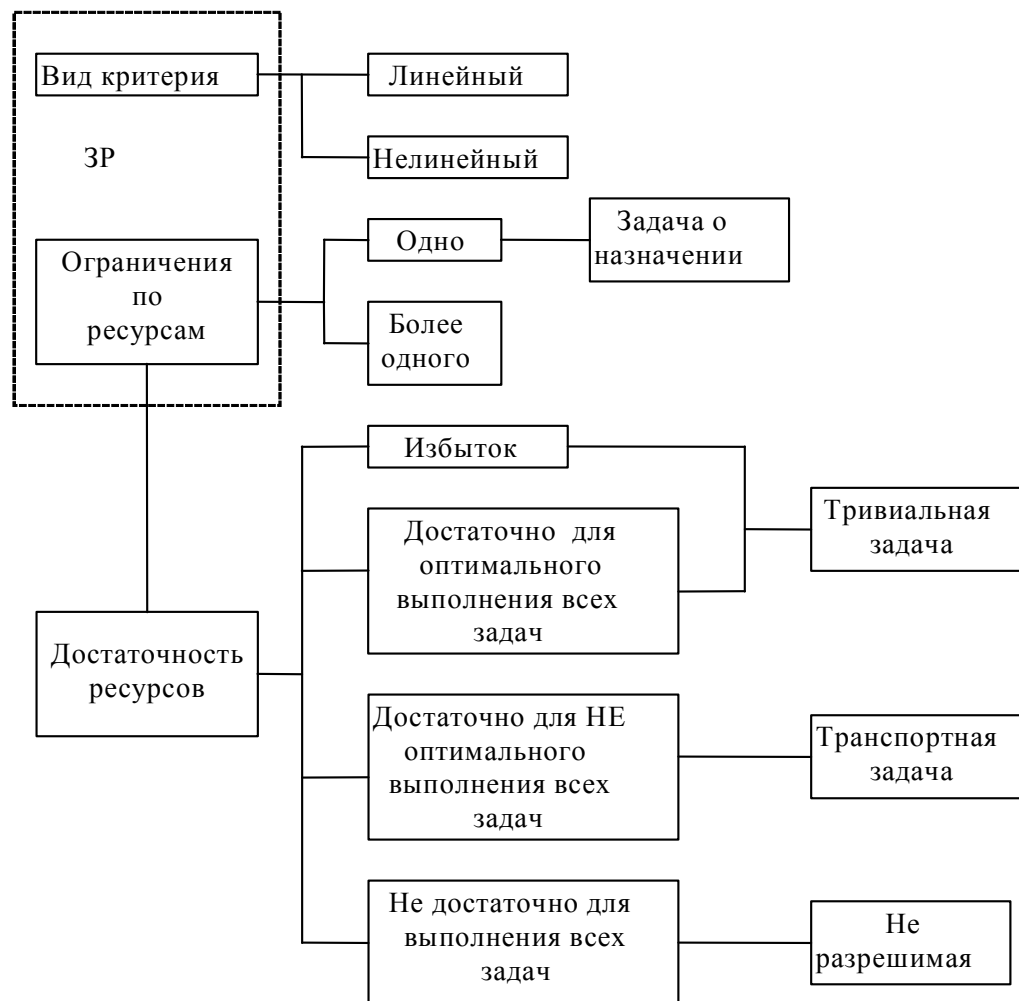 Вид критерия
Линейный
ЗР
Нелинейный
Ограничения
по
ресурсам
Одно
Задача о
назначении
Более
одного
Избыток
Достаточно для
оптимального
выполнения всех
задач
Тривиальная
задача
Достаточность
ресурсов
Достаточно для НЕ
оптимального
выполнения всех
задач
Транспортная
задача
Не достаточно для
выполнения всех
задач
Не
разрешимая